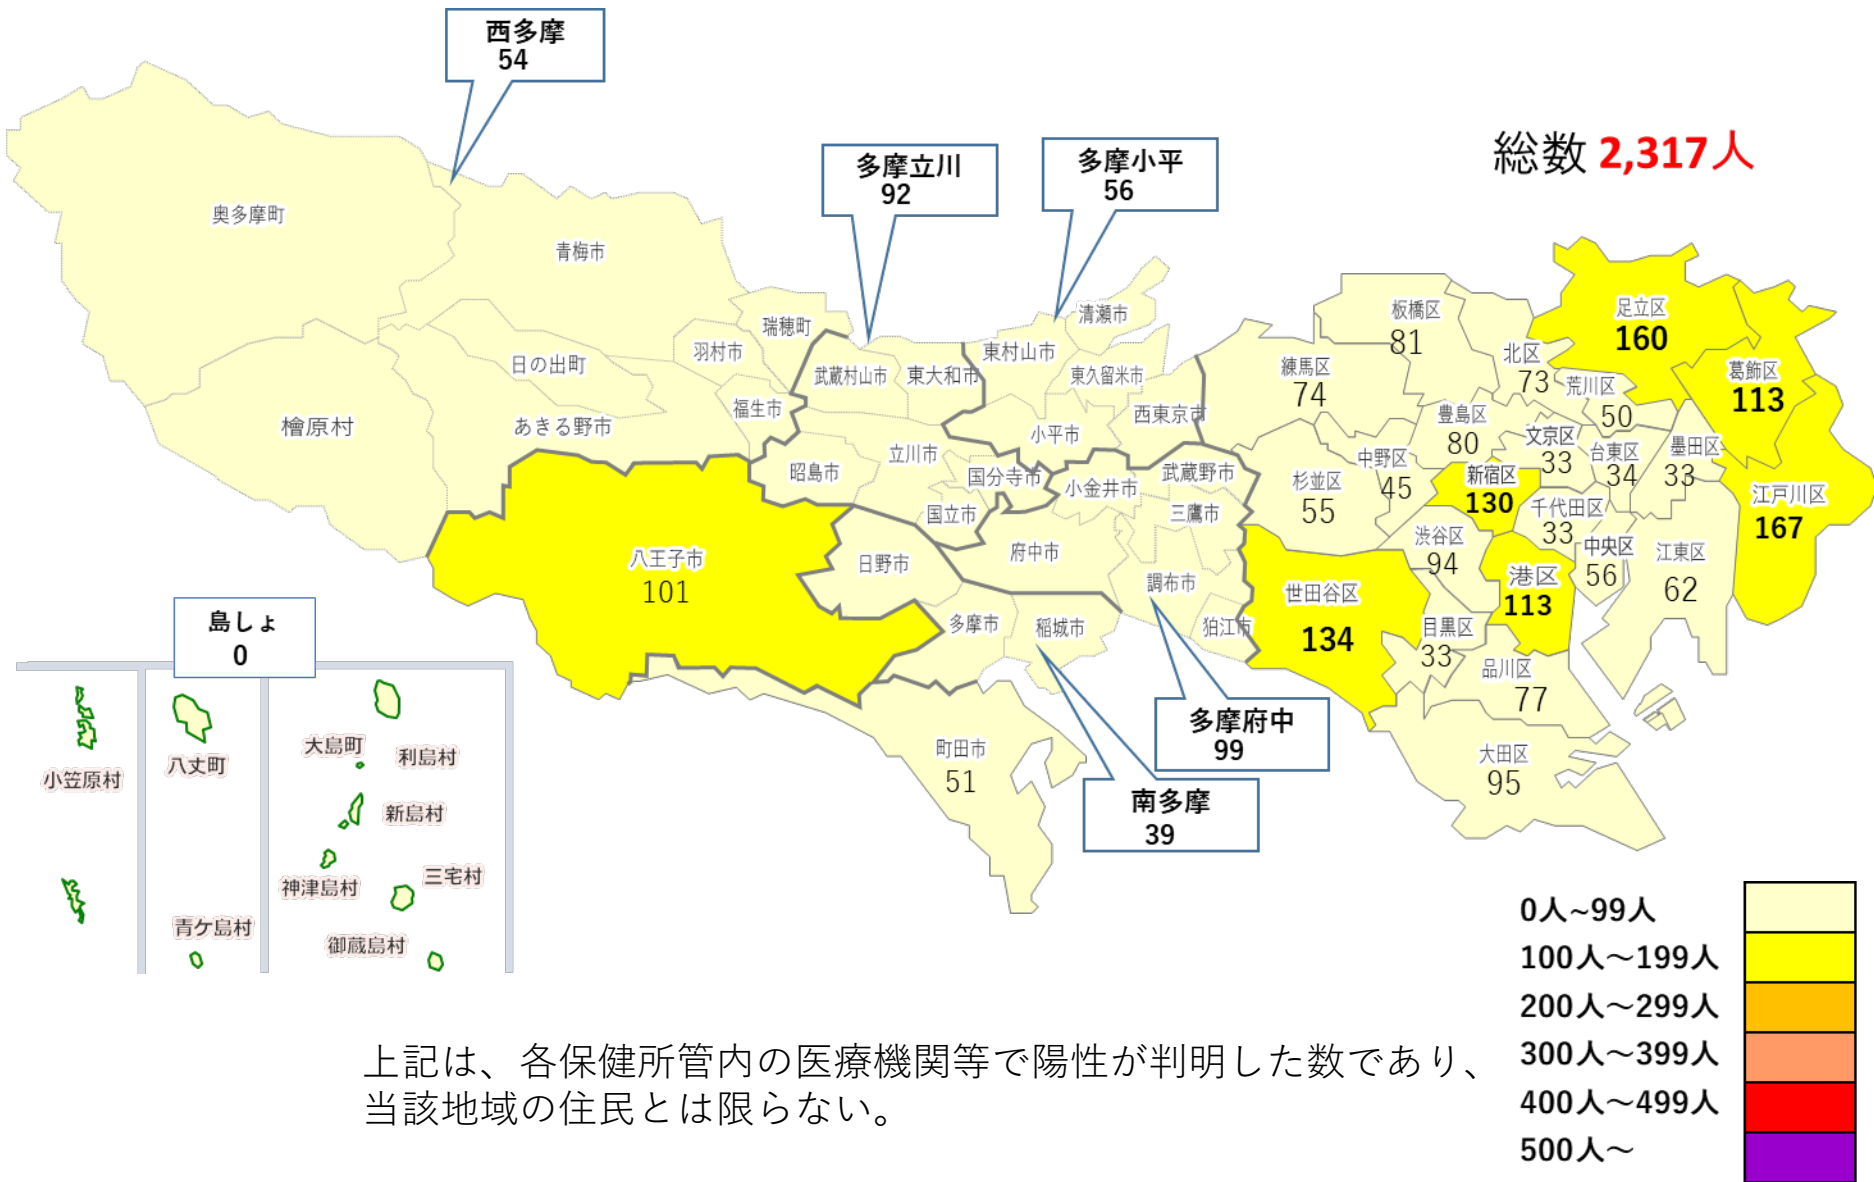 西多摩
54
多摩立川
92
多摩小平
56
総数 2,317人
奥多摩町
青梅市
瑞穂町
羽村市
日の出町
福生市
あきる野市
檜原村
武蔵村山市
東大和市
東村山市
清瀬市
東久留米市
西東京市
小平市
昭島市
立川市
国分寺市
国立市
小金井市
武蔵野市
三鷹市
府中市
調布市
狛江市
八王子市
101
日野市
多摩市
稲城市
町田市
51
板橋区
81
練馬区
74
北区
73
足立区
160
葛飾区
113
荒川区
50
豊島区
80
文京区
33
台東区
34
墨田区
33
江戸川区
167
中野区
45
杉並区
55
新宿区
130
千代田区
33
中央区
56
江東区
62
渋谷区
94
港区
113
世田谷区
134
目黒区
33
品川区
77
大田区
95
多摩府中
99
南多摩
39
島しょ
0
小笠原村
八丈町
青ケ島村
大島町
利島村
新島村
神津島村
三宅村
御蔵島村
0人~99人
100人～199人
200人～299人
300人～399人
400人～499人
500人～
上記は、各保健所管内の医療機関等で陽性が判明した数であり、
当該地域の住民とは限らない。